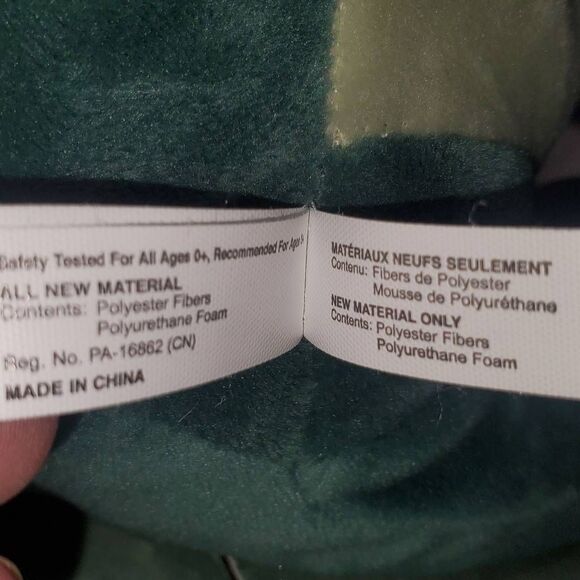 Safety Tested For All Ages 0+, Recommended For Ages
ALL NEW MATERIAL
Contents: Polyester Fibers
Polyurethane Foam
Reg. No. PA-16862 (CN)
MADE IN CHINA
MATÉRIAUX NEUFS SEULEMENT
Contenu: Fibers de Polyester
Mousse de Polyuréthane
NEW MATERIAL ONLY
Contents: Polyester Fibers
Polyurethane Foam